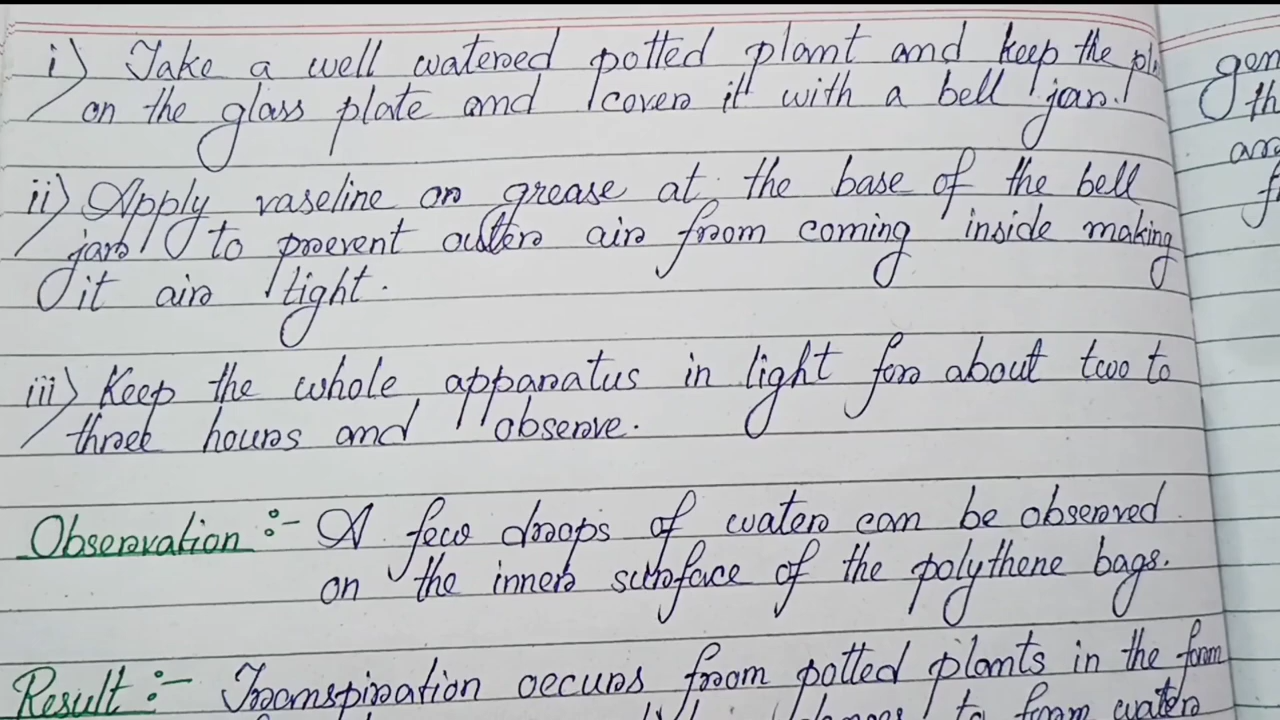 i) Take a well watered potted plant and keep the
on the glass plate and cover it with a bell jar.
ii) Apply vaseline or grease at the base of the bell
jar to prevent outer air from coming inside making
it air tight.
iii) Keep the whole apparatus in light for about two to
three hours and observe.
Observation :- A few drops of water can be observed
on the inner surface of the polythene bags.
Result :- Transpiration occurs from potted plants in the form
to form water